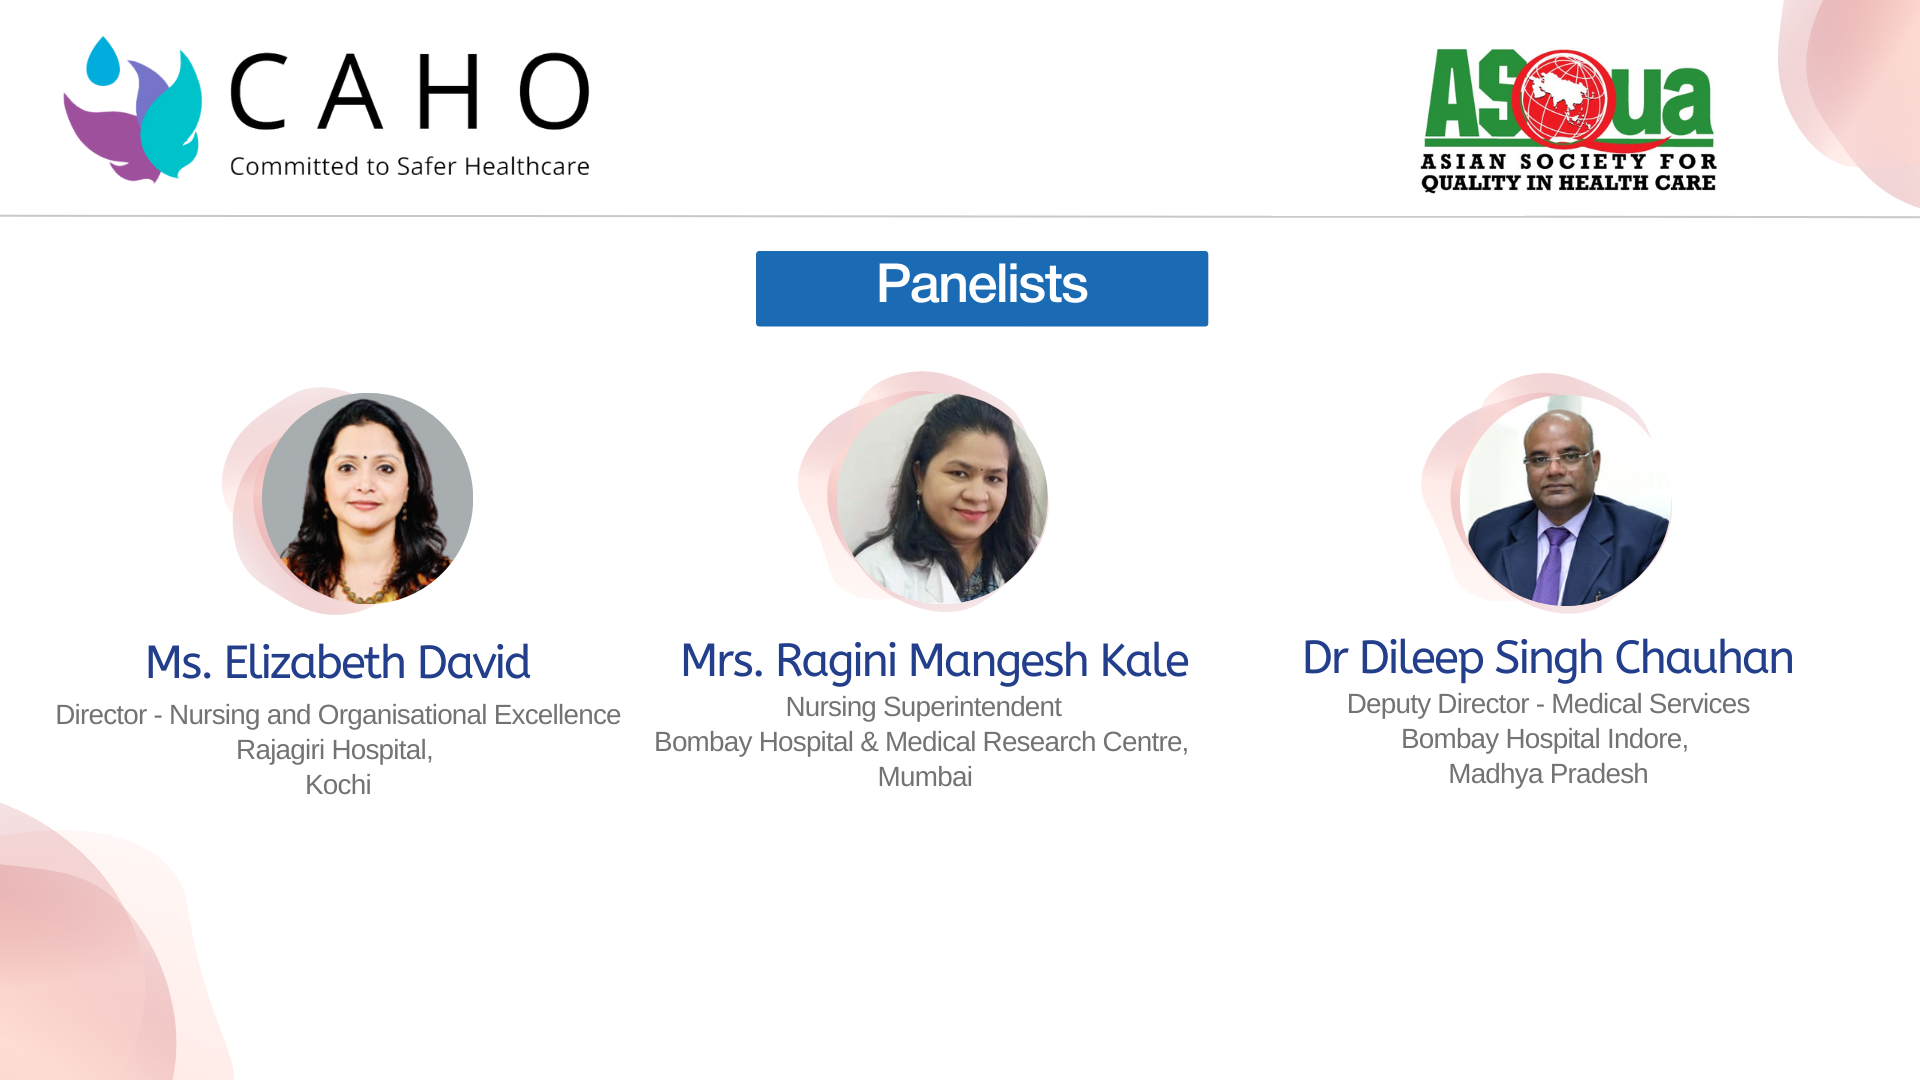 CAHO
Committed to Safer Healthcare
ASQua
ASIAN SOCIETY FOR
QUALITY IN HEALTH CARE
Panelists
Ms. Elizabeth David
Director - Nursing and Organisational Excellence
Rajagiri Hospital,
Kochi
Mrs. Ragini Mangesh Kale
Nursing Superintendent
Bombay Hospital & Medical Research Centre,
Mumbai
Dr Dileep Singh Chauhan
Deputy Director - Medical Services
Bombay Hospital Indore,
Madhya Pradesh